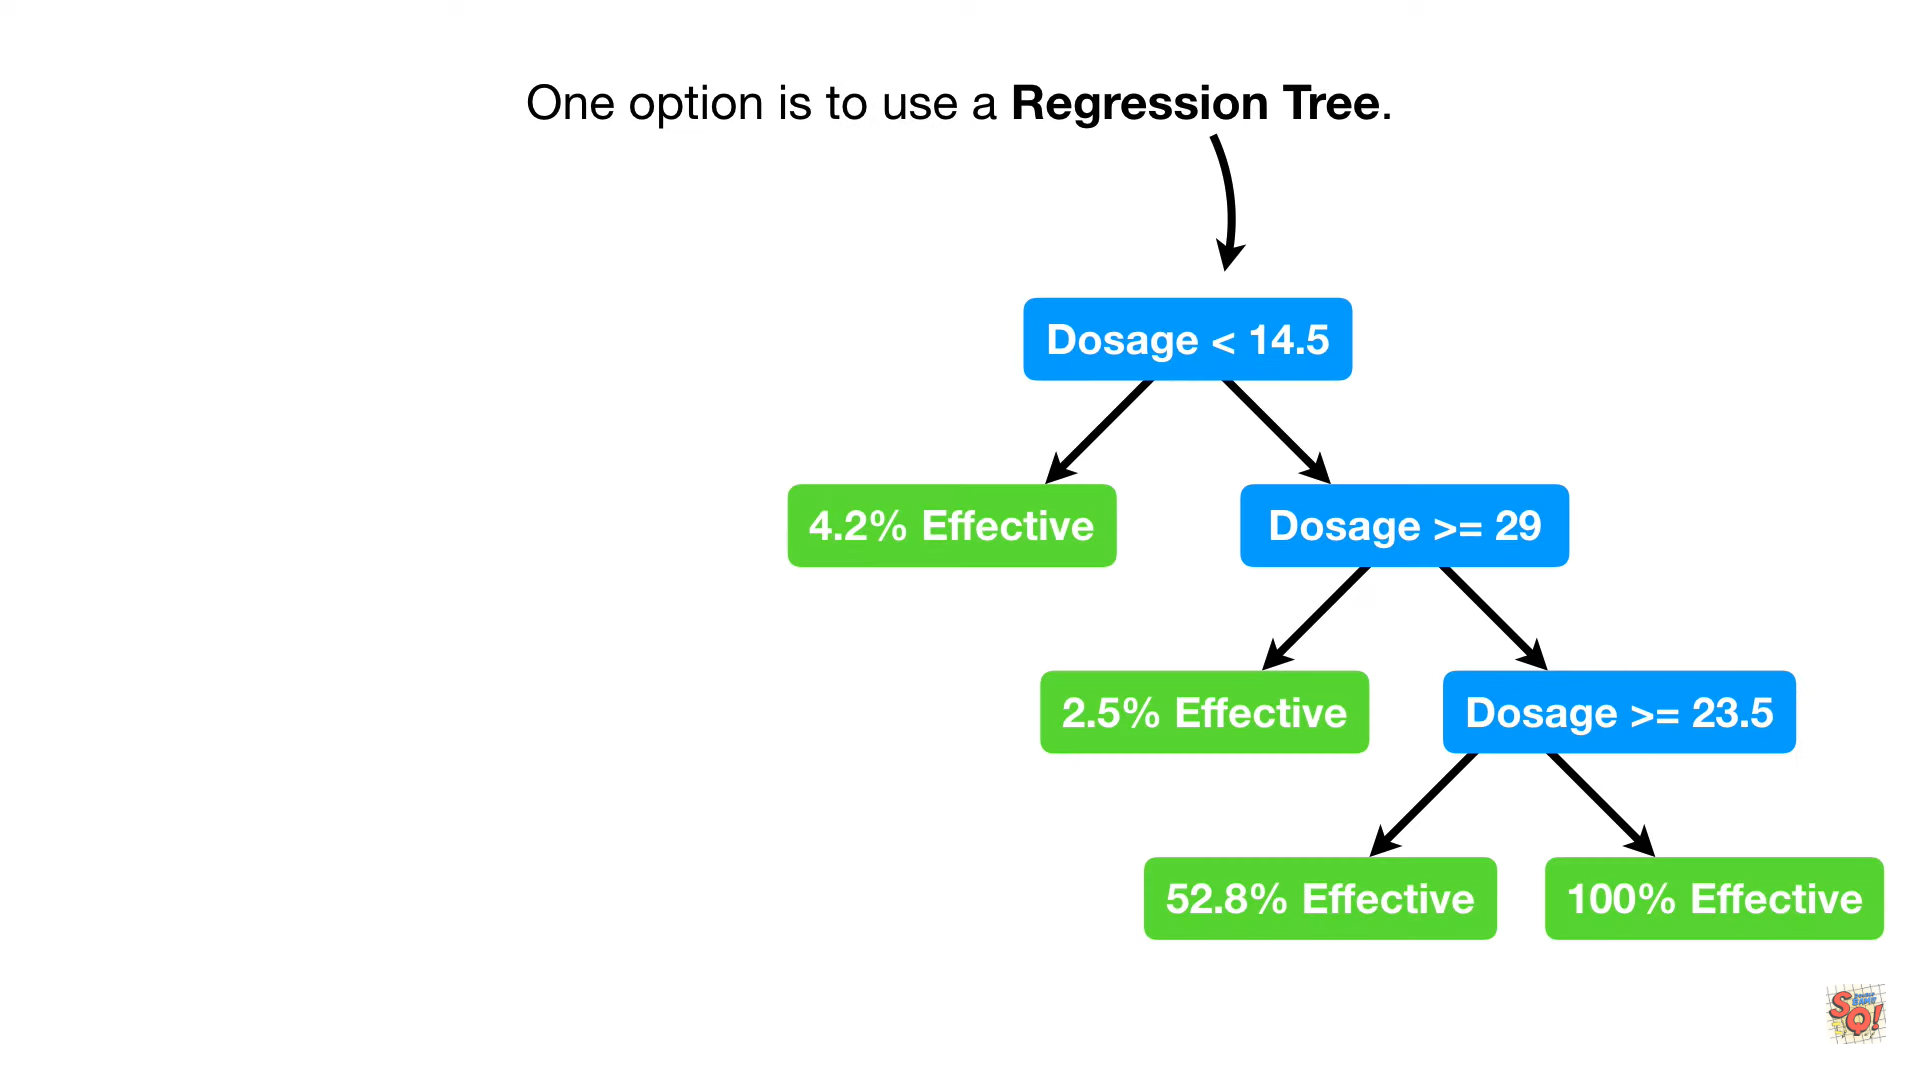 One option is to use a Regression Tree.
Dosage < 14.5
4.2% Effective
Dosage >= 29
2.5% Effective
Dosage >= 23.5
52.8% Effective
100% Effective
SQ!